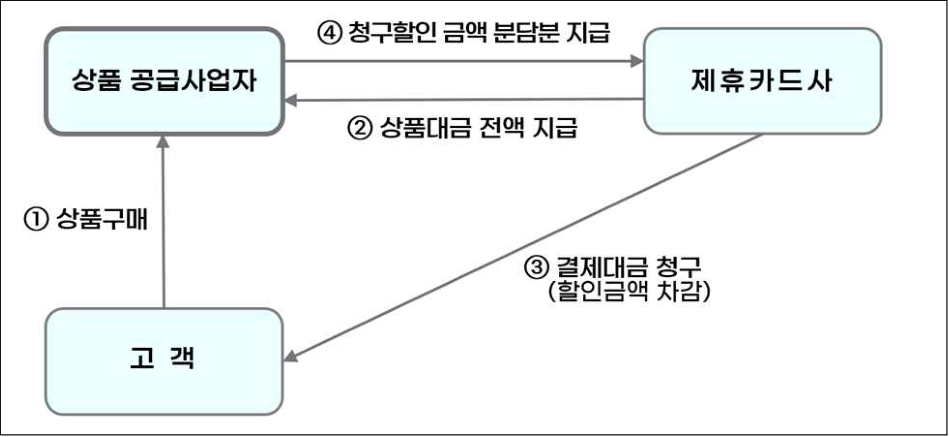 ④ 청구할인 금액 분담분 지급
상품 공급사업자
제휴카드사
② 상품대금 전액 지급
① 상품구매
③ 결제대금 청구
(할인금액 차감)
고 객